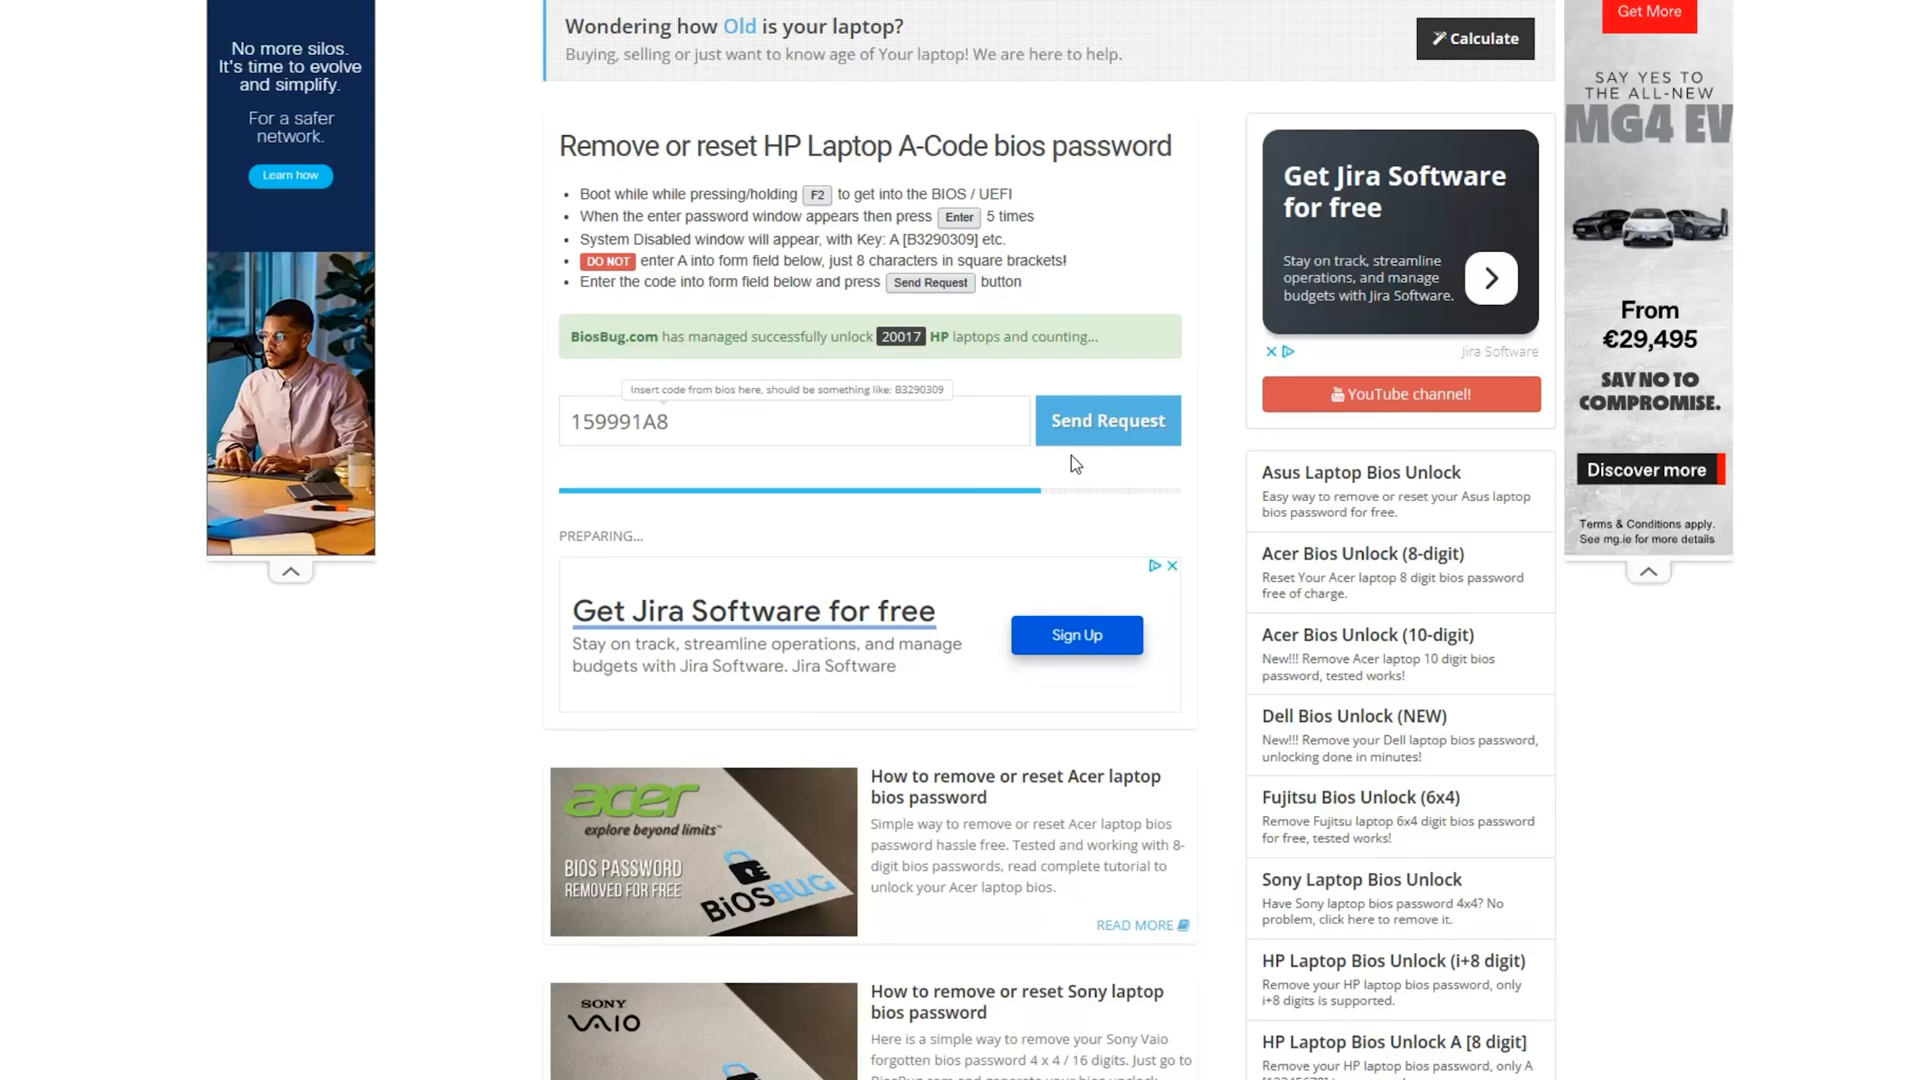 No more silos.
It's time to evolve
and simplify.
For a safer
network.
Learn how
Wondering how Old is your laptop?
Buying, selling or just want to know age of Your laptop! We are here to help.
Calculate
Remove or reset HP Laptop A-Code bios password
Boot while while pressing/holding F2 to get into the BIOS / UEFI
When the enter password window appears then press Enter 5 times
System Disabled window will appear, with Key: A [B3290309] etc.
DO NOT enter A into form field below, just 8 characters in square brackets!
Enter the code into form field below and press Send Request button
BiosBug.com has managed successfully unlock 20017 HP laptops and counting...
Insert code from bios here, should be something like: B3290309
159991A8
Send Request
PREPARING...
Get Jira Software for free
Stay on track, streamline operations, and manage
budgets with Jira Software. Jira Software
Sign Up
acer
explore beyond limits™
BIOS PASSWORD
REMOVED FOR FREE
BiOSBUG
How to remove or reset Acer laptop
bios password
Simple way to remove or reset Acer laptop bios
password hassle free. Tested and working with 8-
digit bios passwords, read complete tutorial to
unlock your Acer laptop bios.
READ MORE
SONY
VAIO
How to remove or reset Sony laptop
bios password
Here is a simple way to remove your Sony Vaio
forgotten bios password 4 x 4 / 16 digits. Just go to
Get Jira Software
for free
Stay on track, streamline
operations, and manage
budgets with Jira Software.
Jira Software
YouTube channel!
Asus Laptop Bios Unlock
Easy way to remove or reset your Asus laptop
bios password for free.
Acer Bios Unlock (8-digit)
Reset Your Acer laptop 8 digit bios password
free of charge.
Acer Bios Unlock (10-digit)
New!!! Remove Acer laptop 10 digit bios
password, tested works!
Dell Bios Unlock (NEW)
New!!! Remove your Dell laptop bios password,
unlocking done in minutes!
Fujitsu Bios Unlock (6x4)
Remove Fujitsu laptop 6x4 digit bios password
for free, tested works!
Sony Laptop Bios Unlock
Have Sony laptop bios password 4x4? No
problem, click here to remove it.
HP Laptop Bios Unlock (i+8 digit)
Remove your HP laptop bios password, only
i+8 digits is supported.
HP Laptop Bios Unlock A [8 digit]
Remove your HP laptop bios password, only A
Get More
SAY YES TO
THE ALL-NEW
MG4 EV
From
€29,495
SAY NO TO
COMPROMISE.
Discover more
Terms & Conditions apply.
See mg.ie for more details